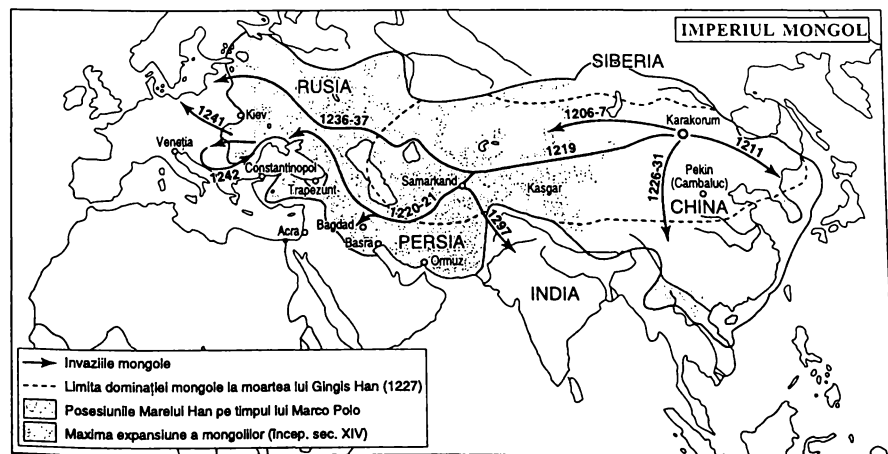 IMPERIUL MONGOL
SIBERIA
RUSIA
1241
Kiev
1236-37
1206-7
Karakorum
Veneția
1219
1211
1242
Constantinopol
Trapezunt
Samarkand
Kasgar
1226-31
Pekin
(Cambaluc)
CHINA
1220-21
Bagdad
1297
Acra
Basra
PERSIA
Ormuz
INDIA
Invaziile mongole
Limita dominației mongole la moartea lui Gingis Han (1227)
Posesiunile Marelui Han pe timpul lui Marco Polo
Maxima expansiune a mongolilor (încep. sec. XIV)